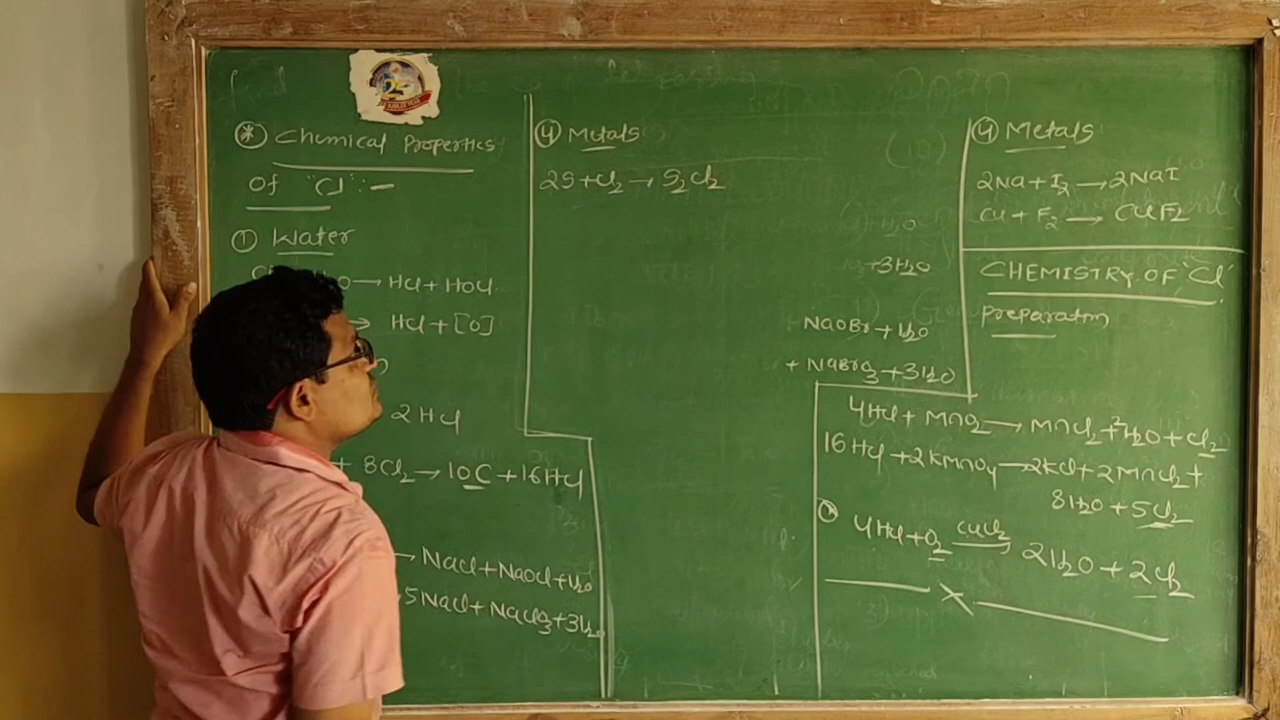 * Chemical Properties
Of "Cl" :-
① Water
O → HCl + HOCl
→ HCl + [O]
2 HCl
+ 8Cl₂ → 10C + 16HCl
→ NaCl + NaOCl + H₂O
5NaCl + NaClO₃ + 3H₂
④ Metals
2S + Cl₂ → S₂Cl₂
H₂O
+3H₂O
NaOBr + H₂O
+ NaBrO₃ + 3H₂O
④ Metals
2Na + I₂ → 2NaI
Cu + F₂ → CuF₂
CHEMISTRY OF "Cl"
preparation
4HCl + MnO₂ → MnCl₂ + 2H₂O + Cl₂
16HCl + 2KMnO₄ → 2KCl + 2MnCl₂ +
8H₂O + 5Cl₂
* 4HCl + O₂ CuCl₂ → 2H₂O + 2Cl₂